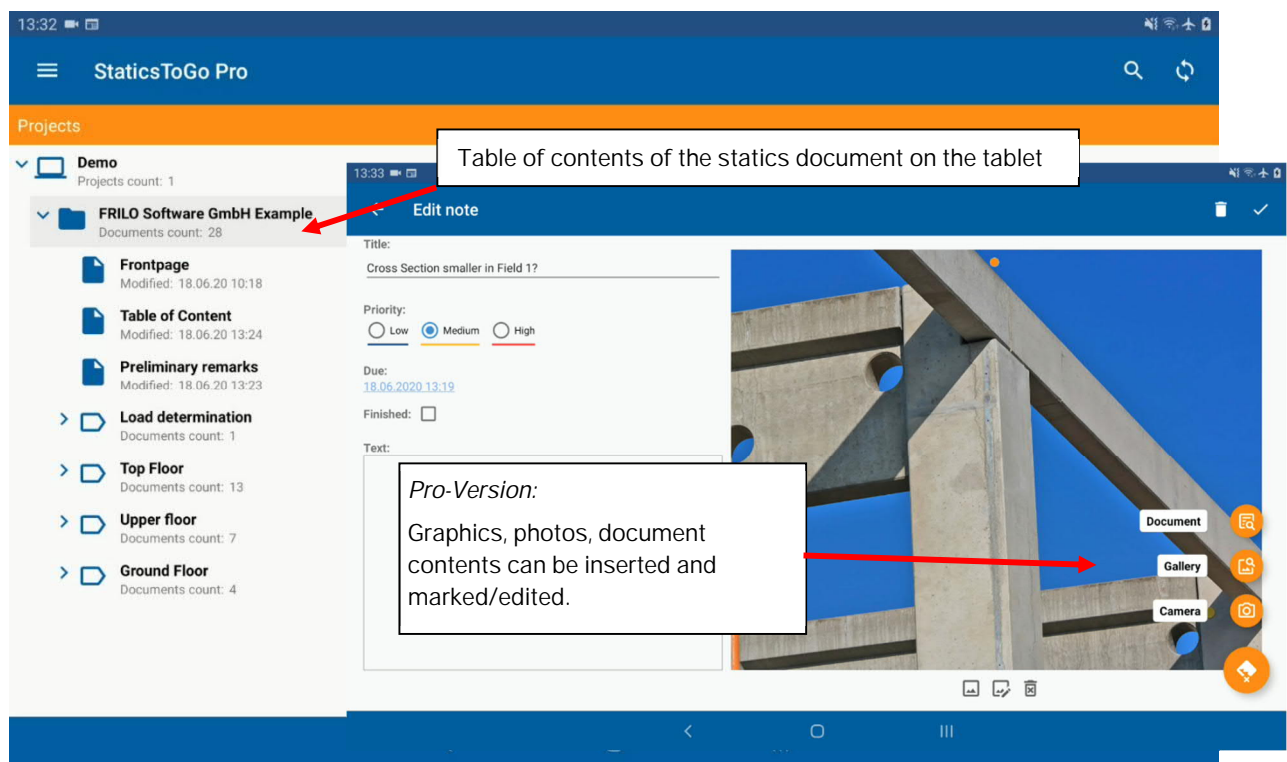 13:32
StaticsToGo Pro
Projects
Demo
Projects count: 1
FRILO Software GmbH Example
Documents count: 28
Frontpage
Modified: 18.06.20 10:18
Table of Content
Modified: 18.06.20 13:24
Preliminary remarks
Modified: 18.06.20 13:23
Load determination
Documents count: 1
Top Floor
Documents count: 13
Upper floor
Documents count: 7
Ground Floor
Documents count: 4
Table of contents of the statics document on the tablet
13:33
Edit note
Title:
Cross Section smaller in Field 1?
Priority:
Low Medium High
Due:
18.06.2020 13:19
Finished:
Text:
Pro-Version:
Graphics, photos, document
contents can be inserted and
marked/edited.
Document
Gallery
Camera